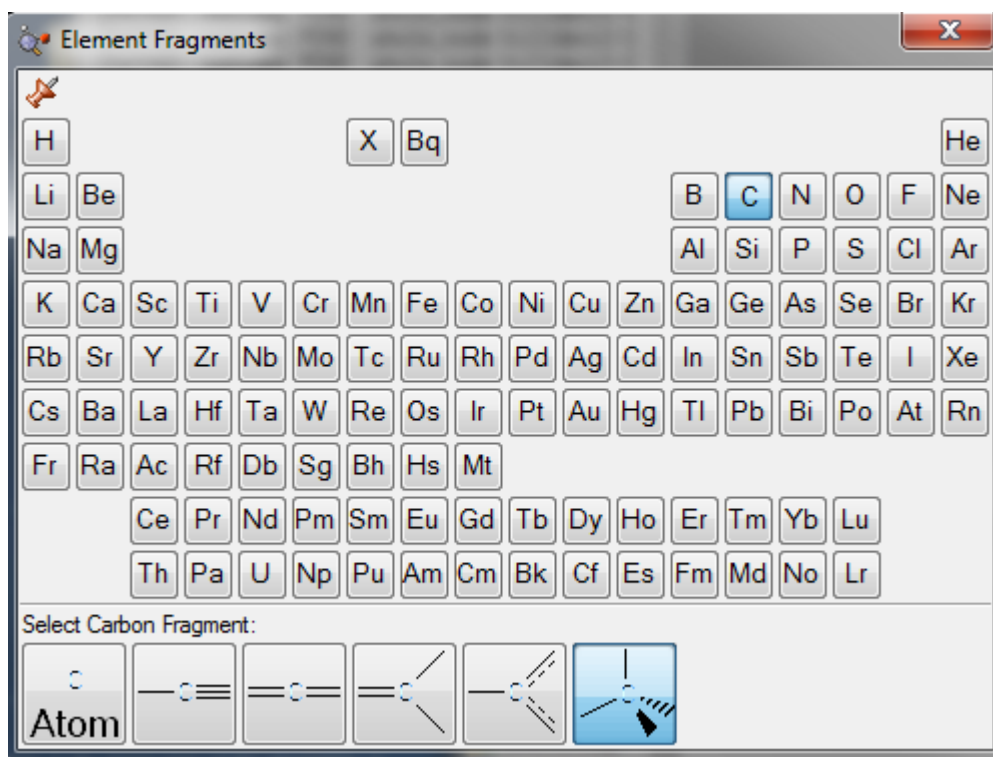 Element Fragments
H X Bq He
Li Be B C N O F Ne
Na Mg Al Si P S Cl Ar
K Ca Sc Ti V Cr Mn Fe Co Ni Cu Zn Ga Ge As Se Br Kr
Rb Sr Y Zr Nb Mo Tc Ru Rh Pd Ag Cd In Sn Sb Te I Xe
Cs Ba La Hf Ta W Re Os Ir Pt Au Hg Tl Pb Bi Po At Rn
Fr Ra Ac Rf Db Sg Bh Hs Mt
Ce Pr Nd Pm Sm Eu Gd Tb Dy Ho Er Tm Yb Lu
Th Pa U Np Pu Am Cm Bk Cf Es Fm Md No Lr
Select Carbon Fragment:
C C C C C C
Atom